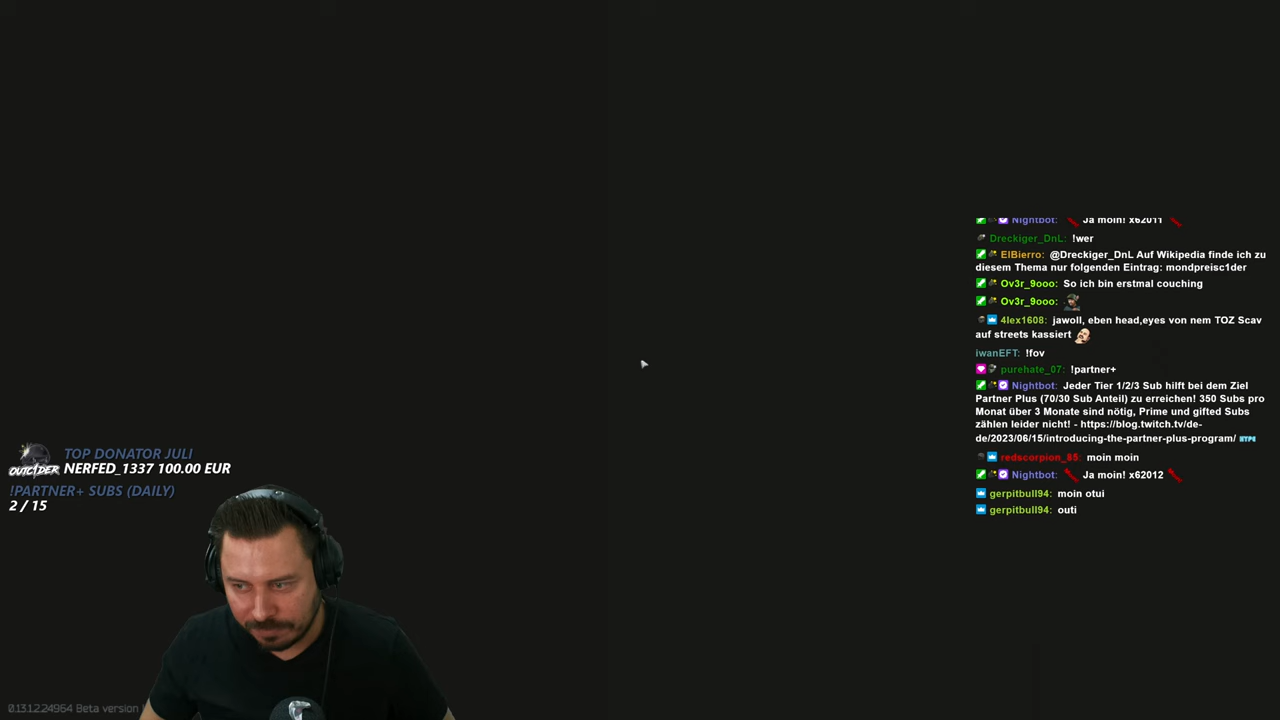 Nightbot: Ja moin! x62011
Dreckiger_DnL: !wer
ElBierro: @Dreckiger_DnL Auf Wikipedia finde ich zu
diesem Thema nur folgenden Eintrag: mondpreisc1der
Ov3r_9ooo: So ich bin erstmal couching
Ov3r_9ooo:
4lex1608: jawoll, eben head,eyes von nem TOZ Scav
auf streets kassiert
iwanEFT: !fov
purehate_07: !partner+
Nightbot: Jeder Tier 1/2/3 Sub hilft bei dem Ziel
Partner Plus (70/30 Sub Anteil) zu erreichen! 350 Subs pro
Monat über 3 Monate sind nötig, Prime und gifted Subs
zählen leider nicht! - https://blog.twitch.tv/de-
de/2023/06/15/introducing-the-partner-plus-program/ HYPE
redscorpion_85: moin moin
Nightbot: Ja moin! x62012
gerpitbull94: moin otui
gerpitbull94: outi
TOP DONATOR JULI
OUTC1DER NERFED_1337 100.00 EUR
!PARTNER+ SUBS (DAILY)
2 / 15
0.13.1.2.24964 Beta version